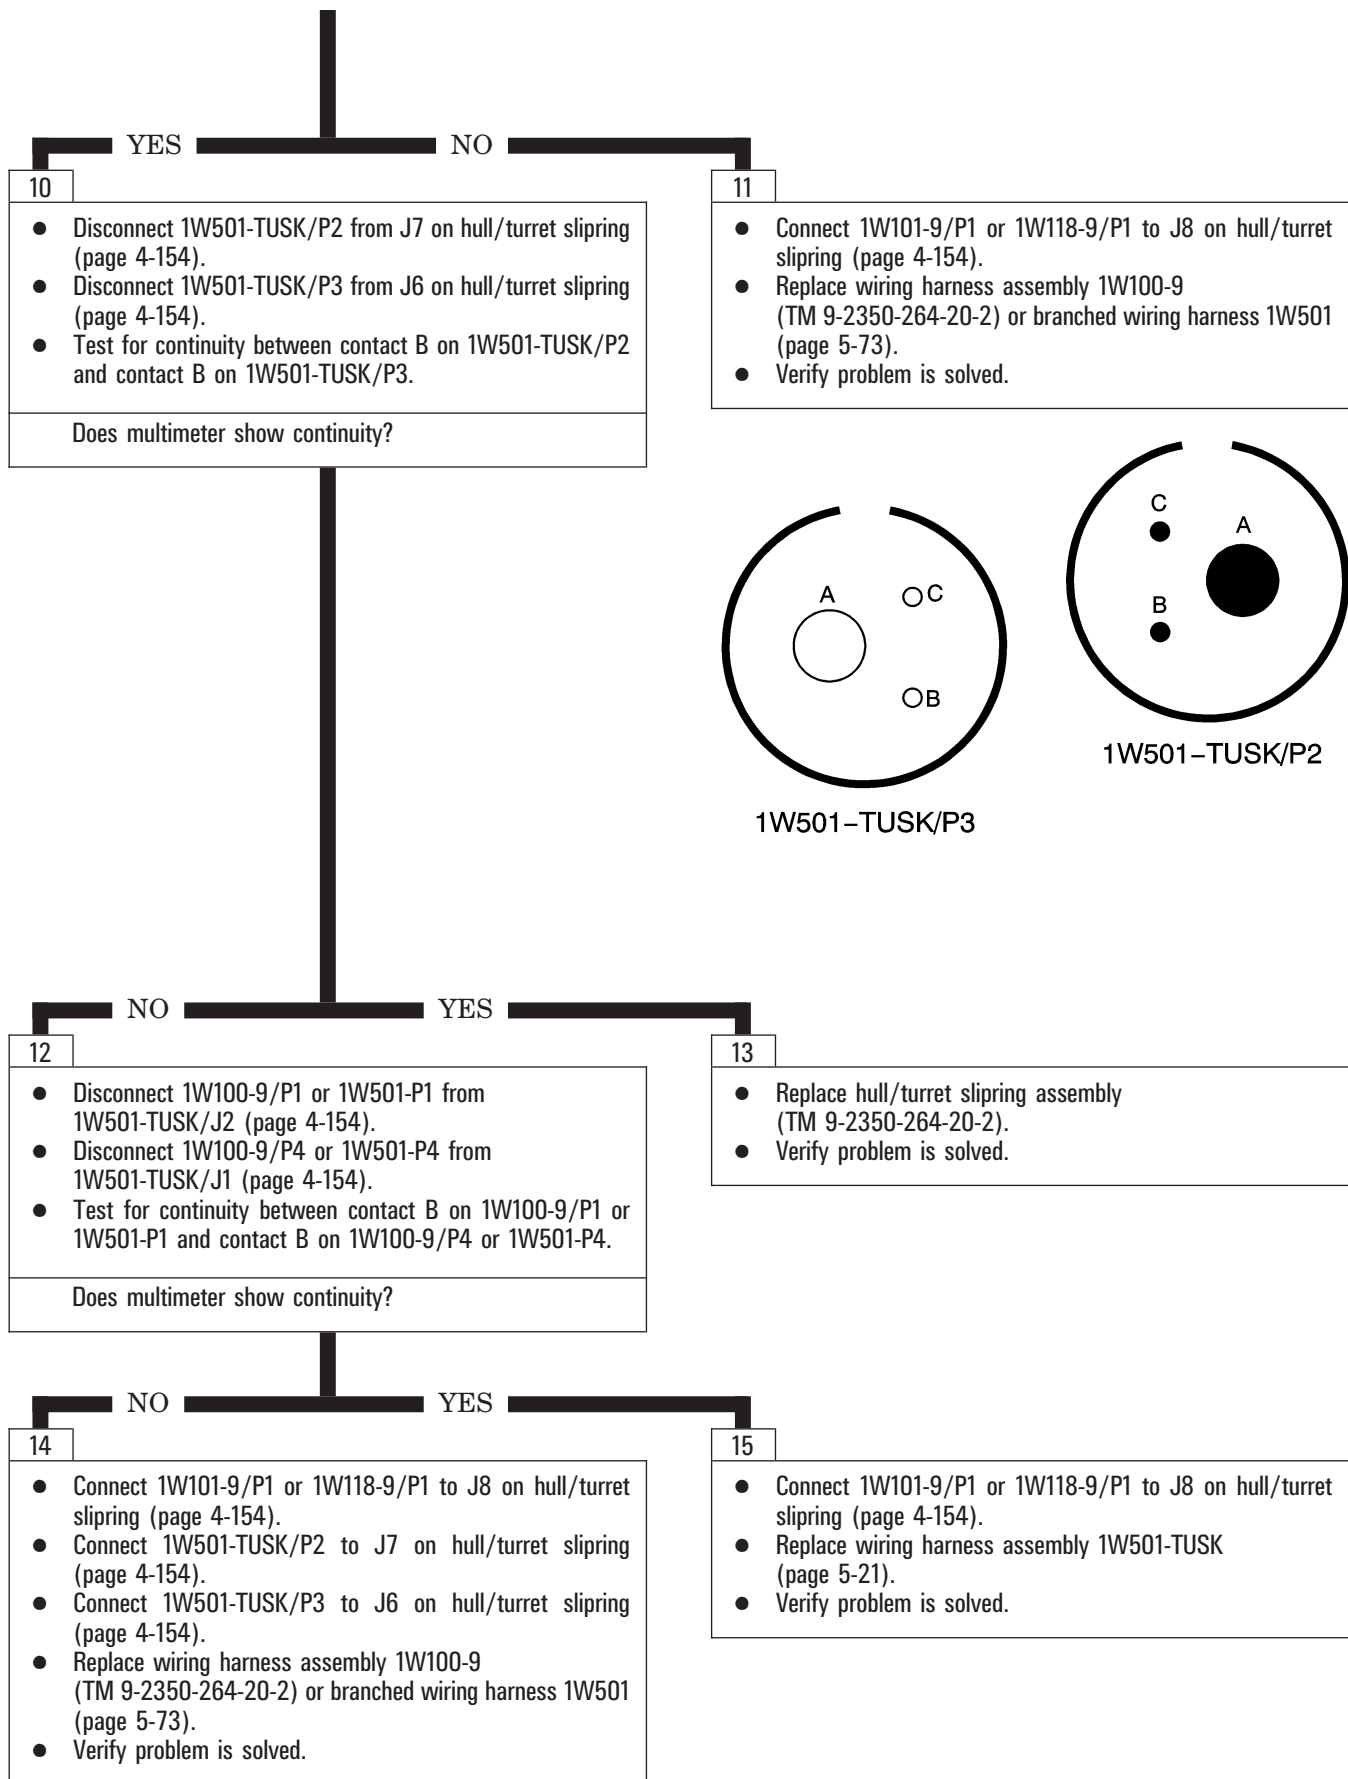 YES
NO
10
● Disconnect 1W501-TUSK/P2 from J7 on hull/turret slipring
(page 4-154).
● Disconnect 1W501-TUSK/P3 from J6 on hull/turret slipring
(page 4-154).
● Test for continuity between contact B on 1W501-TUSK/P2
and contact B on 1W501-TUSK/P3.
Does multimeter show continuity?
11
● Connect 1W101-9/P1 or 1W118-9/P1 to J8 on hull/turret
slipring (page 4-154).
● Replace wiring harness assembly 1W100-9
(TM 9-2350-264-20-2) or branched wiring harness 1W501
(page 5-73).
● Verify problem is solved.
A
C
B
1W501–TUSK/P3
C
A
B
1W501–TUSK/P2
NO
YES
12
● Disconnect 1W100-9/P1 or 1W501-P1 from
1W501-TUSK/J2 (page 4-154).
● Disconnect 1W100-9/P4 or 1W501-P4 from
1W501-TUSK/J1 (page 4-154).
● Test for continuity between contact B on 1W100-9/P1 or
1W501-P1 and contact B on 1W100-9/P4 or 1W501-P4.
Does multimeter show continuity?
13
● Replace hull/turret slipring assembly
(TM 9-2350-264-20-2).
● Verify problem is solved.
NO
YES
14
● Connect 1W101-9/P1 or 1W118-9/P1 to J8 on hull/turret
slipring (page 4-154).
● Connect 1W501-TUSK/P2 to J7 on hull/turret slipring
(page 4-154).
● Connect 1W501-TUSK/P3 to J6 on hull/turret slipring
(page 4-154).
● Replace wiring harness assembly 1W100-9
(TM 9-2350-264-20-2) or branched wiring harness 1W501
(page 5-73).
● Verify problem is solved.
15
● Connect 1W101-9/P1 or 1W118-9/P1 to J8 on hull/turret
slipring (page 4-154).
● Replace wiring harness assembly 1W501-TUSK
(page 5-21).
● Verify problem is solved.